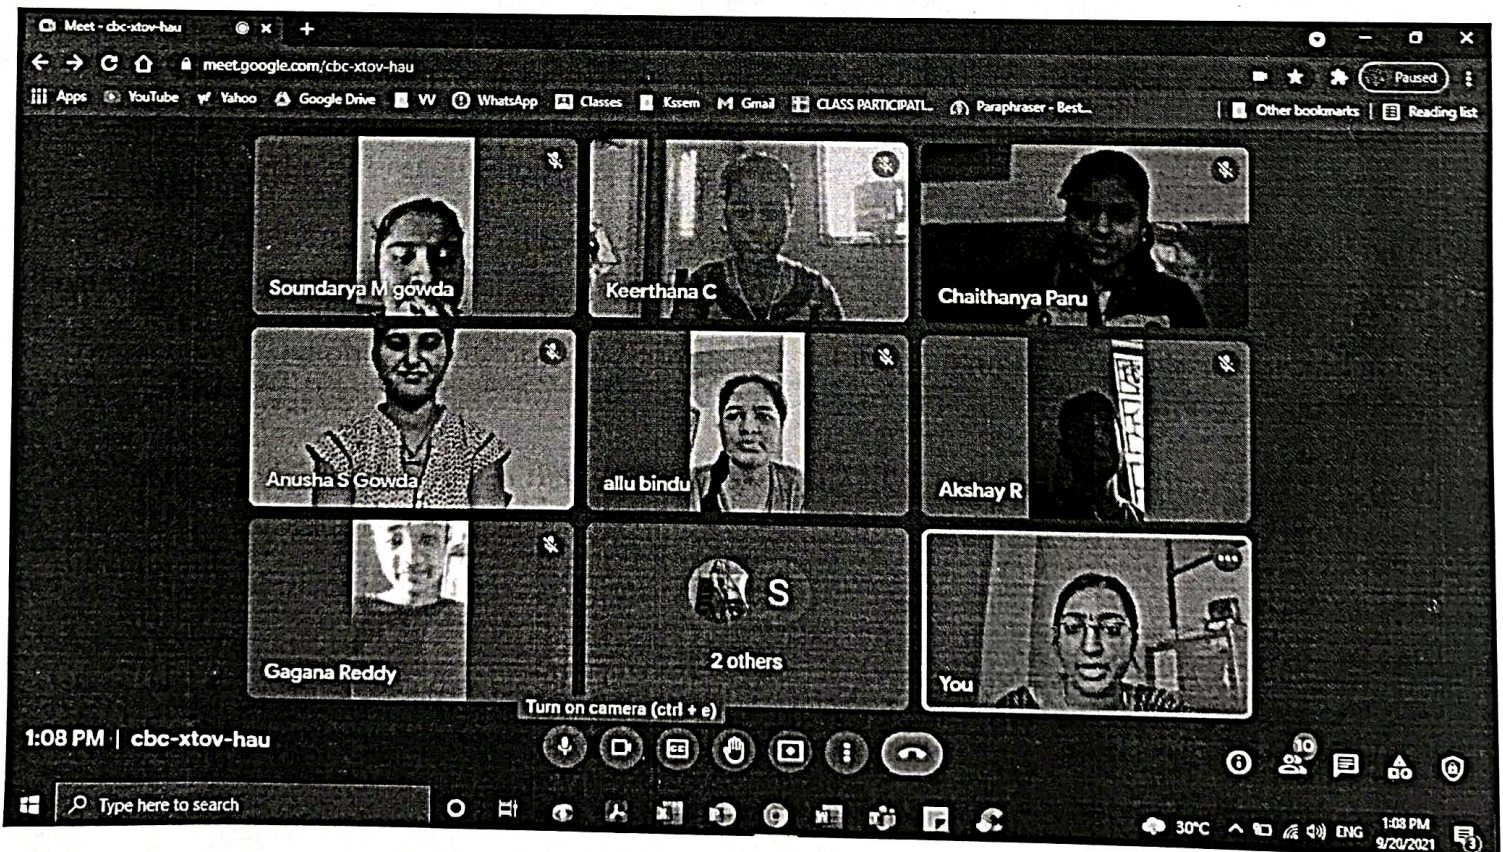 Meet - cbc-xtov-hau
meet.google.com/cbc-xtov-hau
Paused
Apps YouTube Yahoo Google Drive VV WhatsApp Classes Kssem Gmail CLASS PARTICIPATI... Paraphraser - Best... Other bookmarks Reading list
Soundarya M gowda
Keerthana C
Chaithanya Paru
Anusha S Gowda
allu bindu
Akshay R
Gagana Reddy
S
2 others
You
Turn on camera (ctrl + e)
1:08 PM | cbc-xtov-hau
CC
10
Type here to search
30°C ENG 1:08 PM
9/20/2021
3